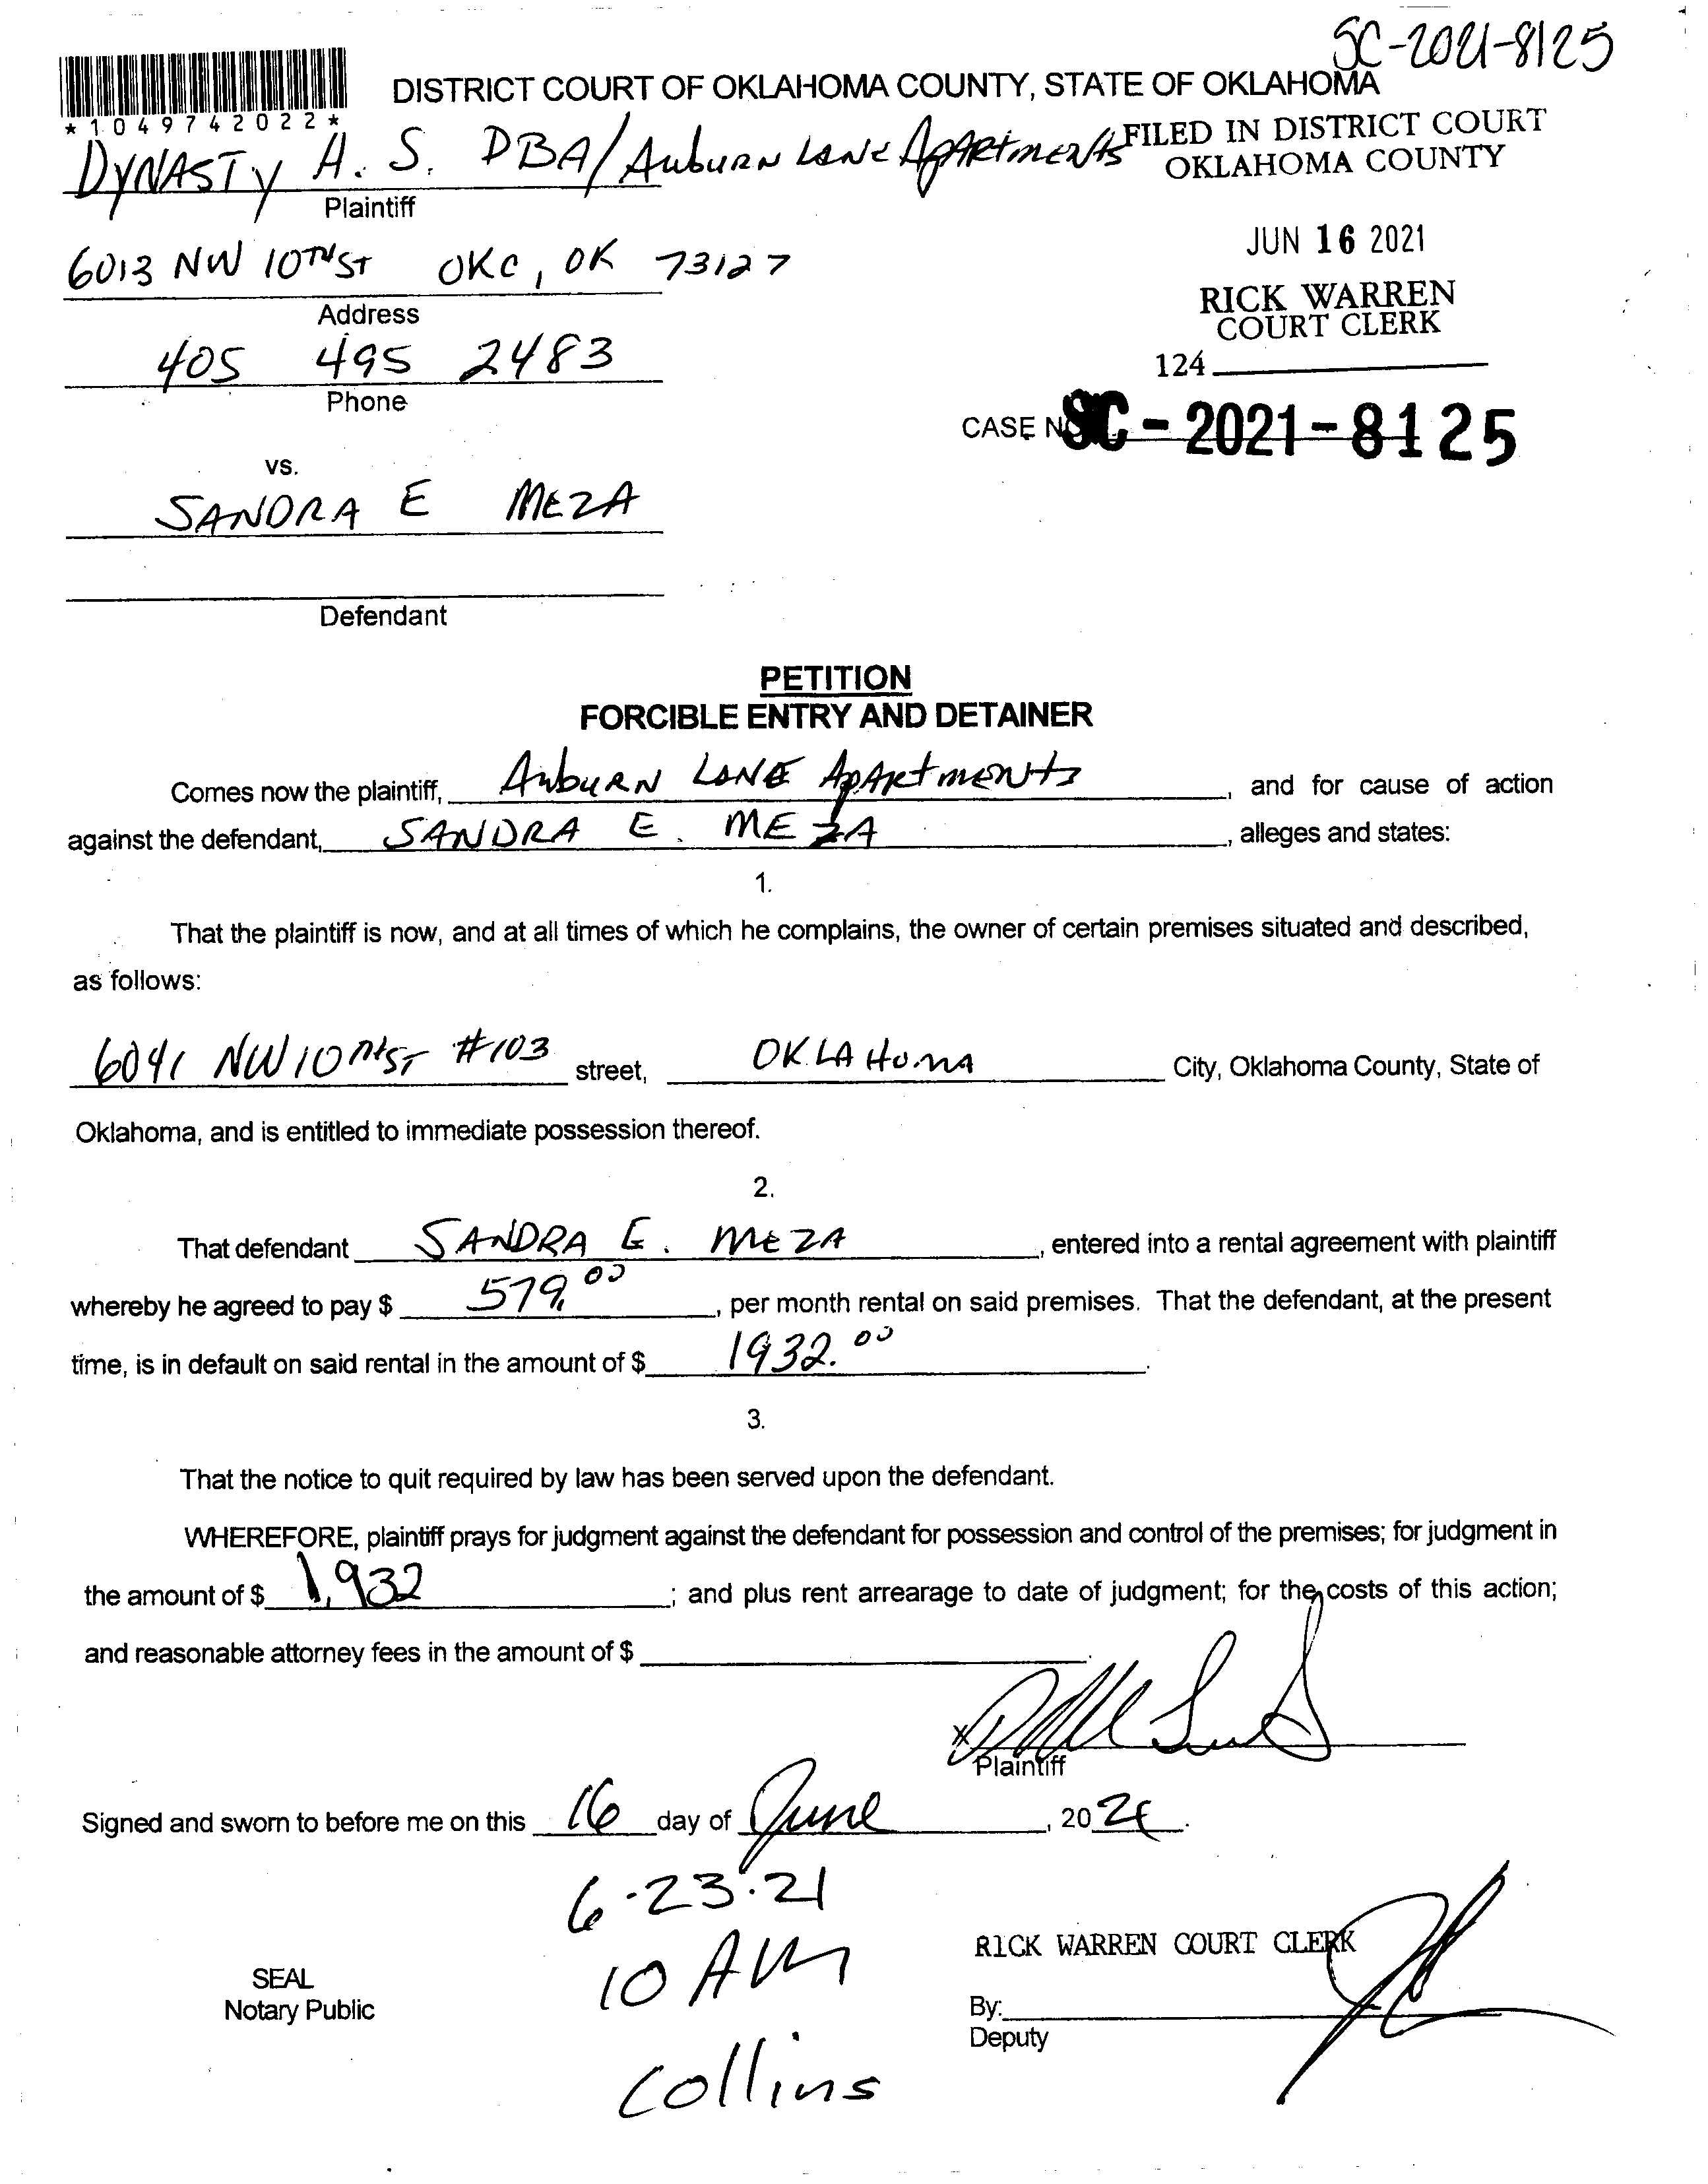 SC-2021-8125
DISTRICT COURT OF OKLAHOMA COUNTY, STATE OF OKLAHOMA
*1049742022*
DYNASTY A. S. DBA/Auburn Lane Apartments
Plaintiff
FILED IN DISTRICT COURT
OKLAHOMA COUNTY
6013 NW 10TH ST OKC, OK 73127
Address
JUN 16 2021
RICK WARREN
COURT CLERK
405 495 2483
Phone
124
CASE NO. SC-2021-8125
vs.
SANDRA E MEZA
Defendant
PETITION
FORCIBLE ENTRY AND DETAINER
Comes now the plaintiff, Auburn Lane Apartments, and for cause of action
against the defendant, SANDRA E. MEZA, alleges and states:
1.
That the plaintiff is now, and at all times of which he complains, the owner of certain premises situated and described,
as follows:
6041 NW 10TH ST #103 street, OKLAHOMA City, Oklahoma County, State of
Oklahoma, and is entitled to immediate possession thereof.
2.
That defendant SANDRA E. MEZA, entered into a rental agreement with plaintiff
whereby he agreed to pay $ 579.00, per month rental on said premises. That the defendant, at the present
time, is in default on said rental in the amount of $ 1932.00.
3.
That the notice to quit required by law has been served upon the defendant.
WHEREFORE, plaintiff prays for judgment against the defendant for possession and control of the premises; for judgment in
the amount of $ 1,932; and plus rent arrearage to date of judgment; for the costs of this action;
and reasonable attorney fees in the amount of $
X
Plaintiff
Signed and sworn to before me on this 16 day of June, 2021.
6-23-21
10 AM
Collins
SEAL
Notary Public
RICK WARREN COURT CLERK
By:
Deputy